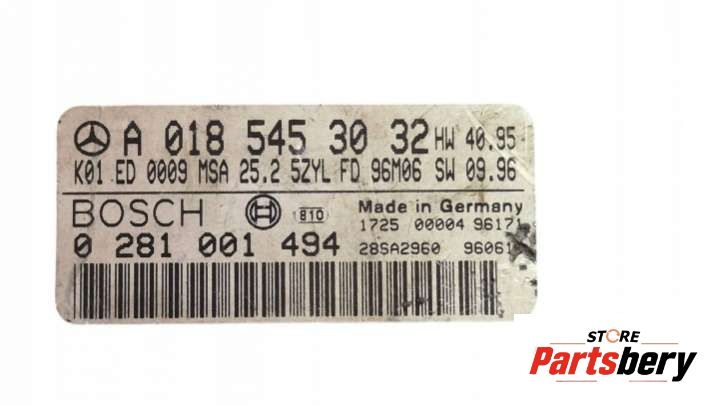 A 018 545 30 32 HW 40.95
K01 ED 0009 MSA 25.2 5ZYL FD 96M06 SW 09.96
BOSCH 810 Made in Germany
1725 00004 96171
0 281 001 494 28SA2960 96061
STORE
Partsbery